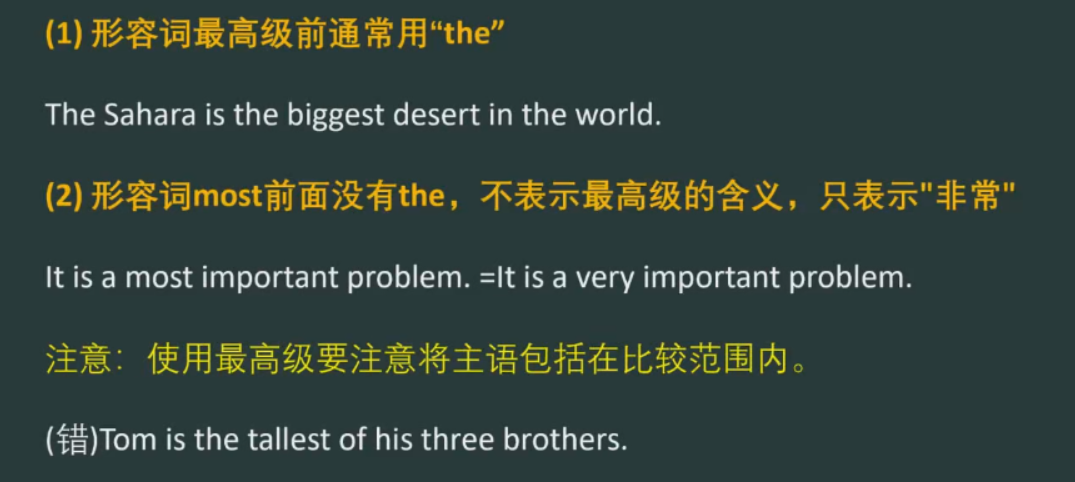 (1) 形容词最高级前通常用“the”
The Sahara is the biggest desert in the world.
(2) 形容词most前面没有the，不表示最高级的含义，只表示"非常"
It is a most important problem. =It is a very important problem.
注意：使用最高级要注意将主语包括在比较范围内。
(错)Tom is the tallest of his three brothers.